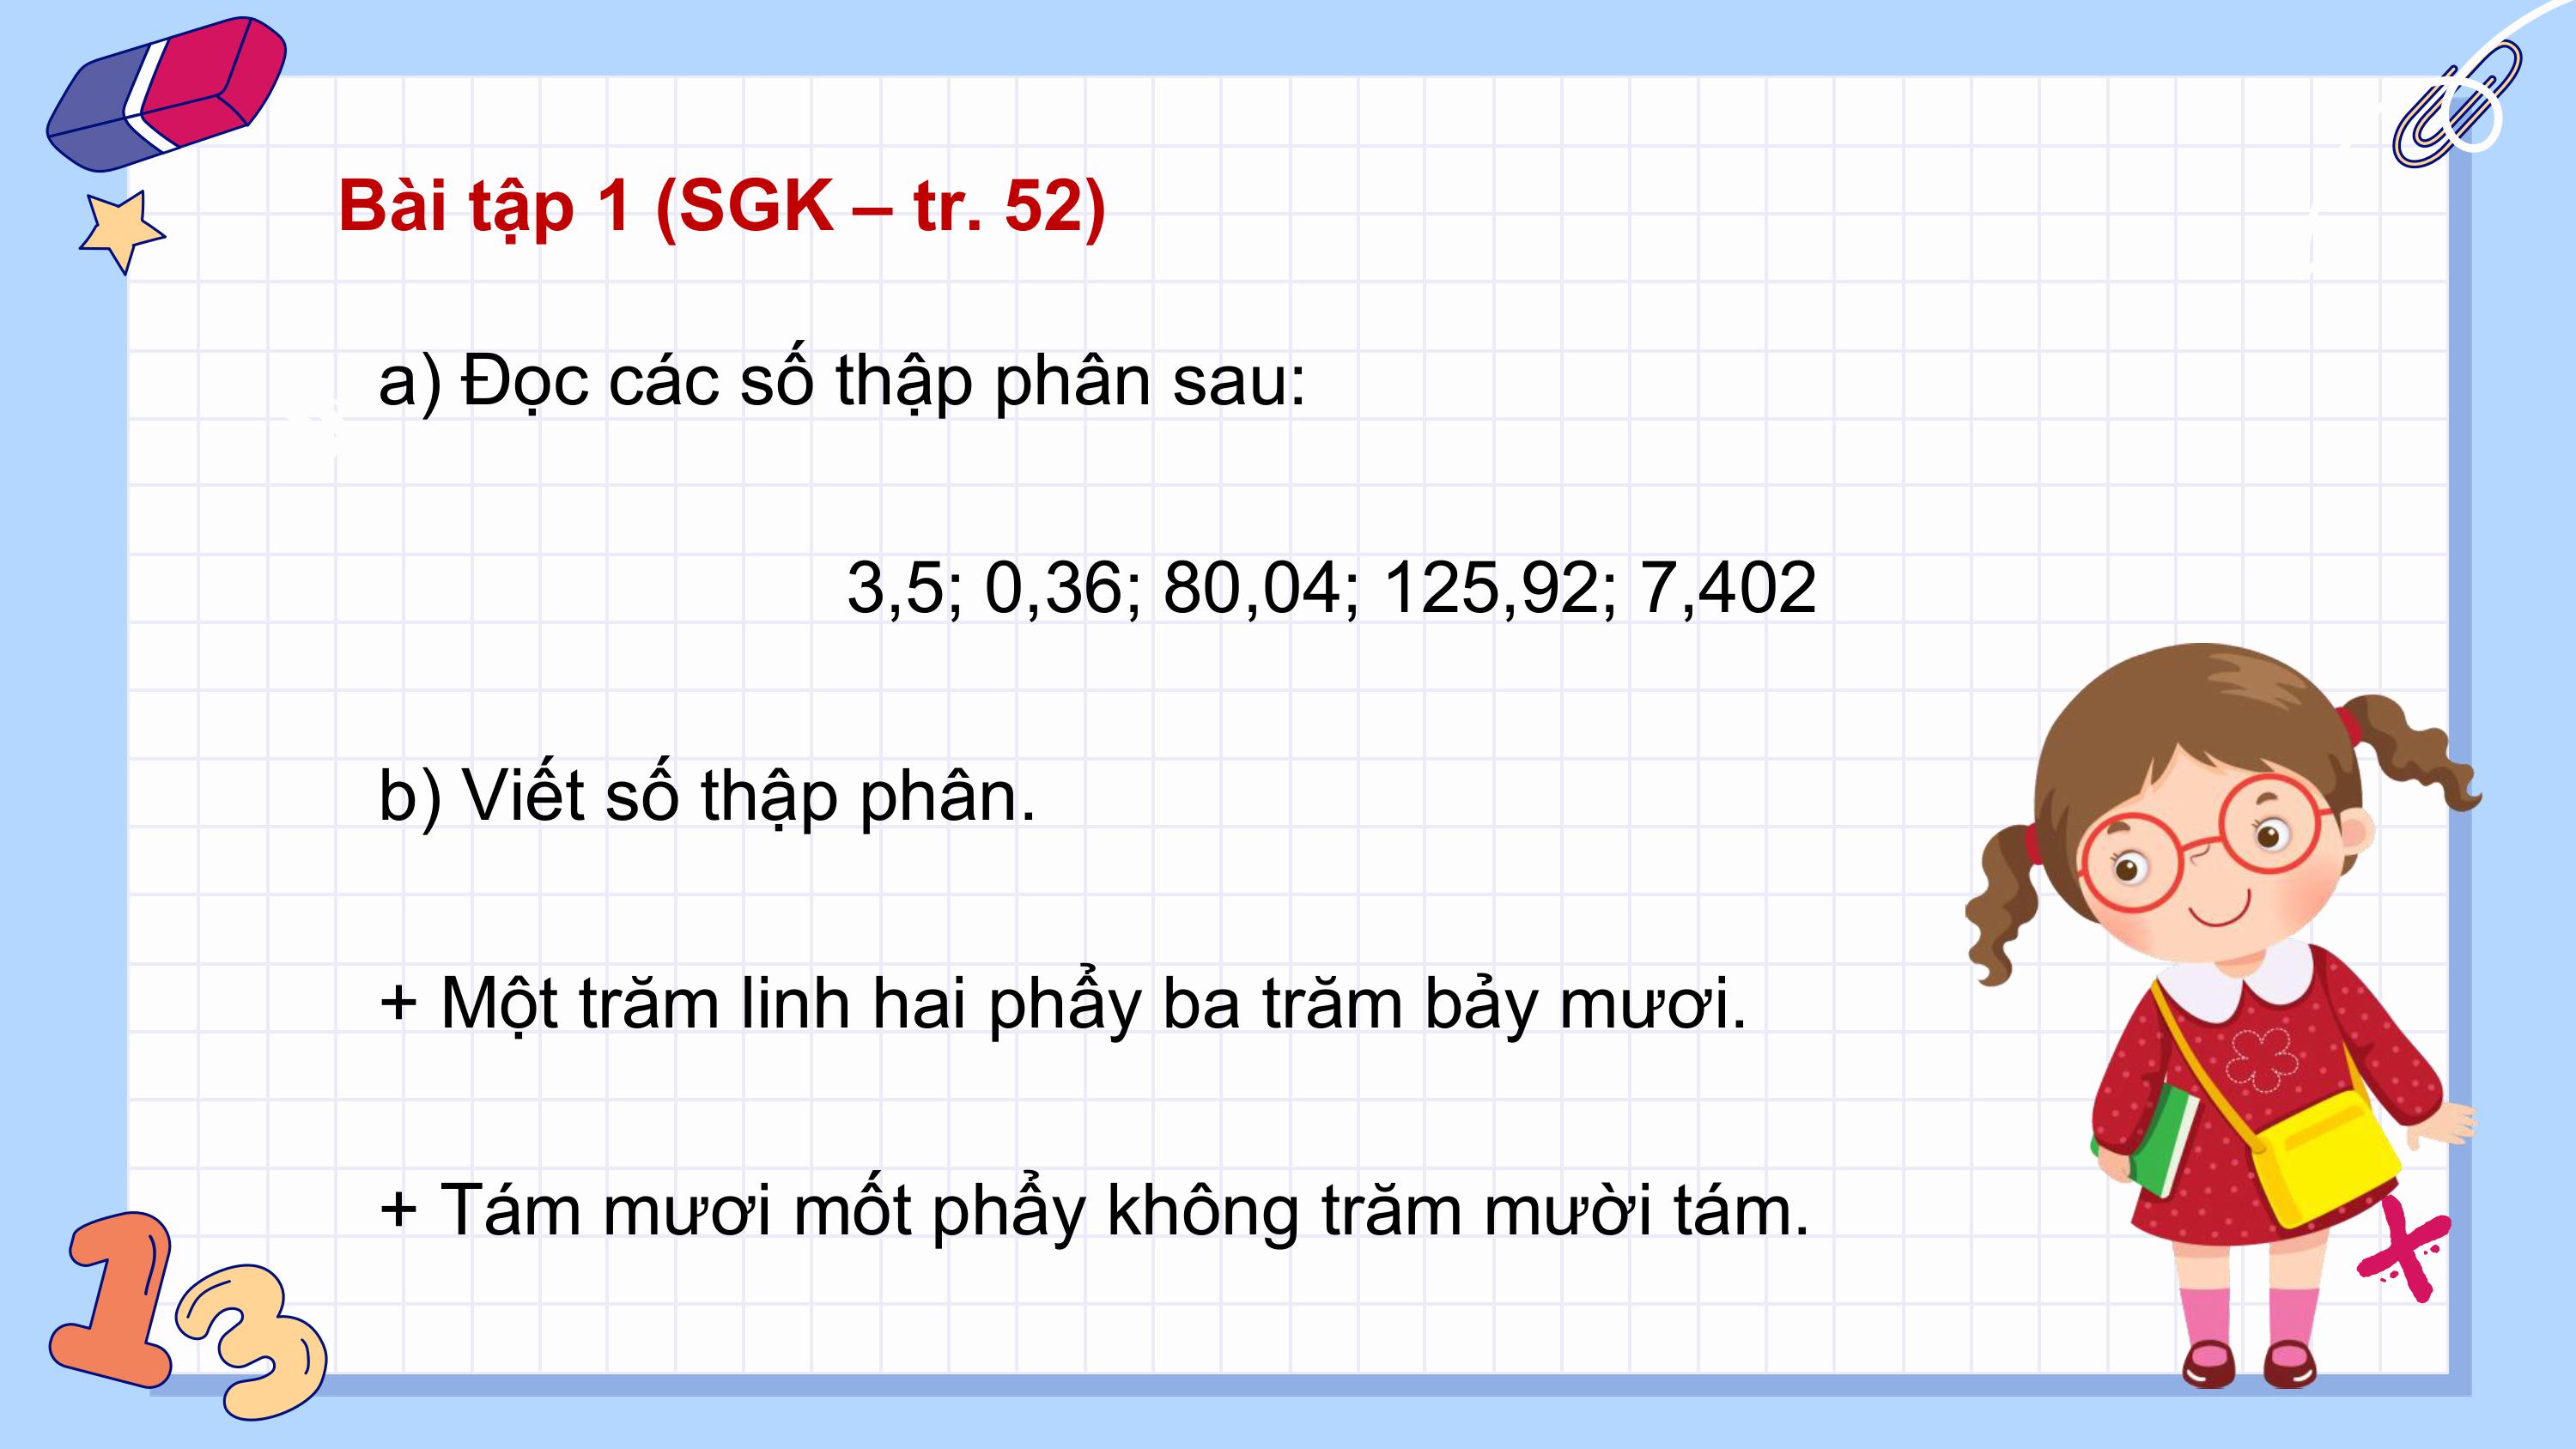 Bài tập 1 (SGK – tr. 52)
a) Đọc các số thập phân sau:
3,5; 0,36; 80,04; 125,92; 7,402
b) Viết số thập phân.
+ Một trăm linh hai phẩy ba trăm bảy mươi.
+ Tám mươi mốt phẩy không trăm mười tám.
13